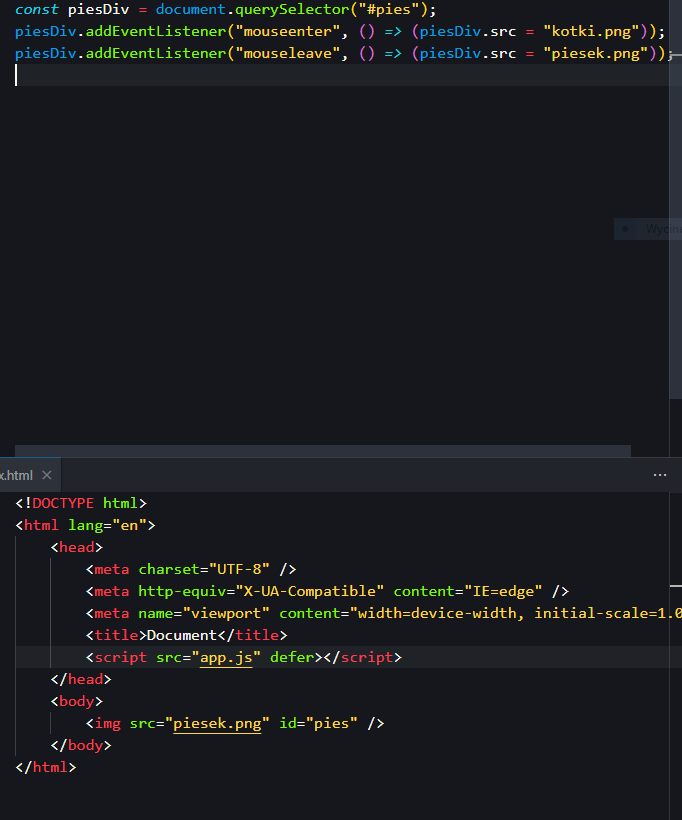 const piesDiv = document.querySelector("#pies");
piesDiv.addEventListener("mouseenter", () => (piesDiv.src = "kotki.png"));
piesDiv.addEventListener("mouseleave", () => (piesDiv.src = "piesek.png"));
x.html
<!DOCTYPE html>
<html lang="en">
<head>
<meta charset="UTF-8" />
<meta http-equiv="X-UA-Compatible" content="IE=edge" />
<meta name="viewport" content="width=device-width, initial-scale=1.0
<title>Document</title>
<script src="app.js" defer></script>
</head>
<body>
<img src="piesek.png" id="pies" />
</body>
</html>